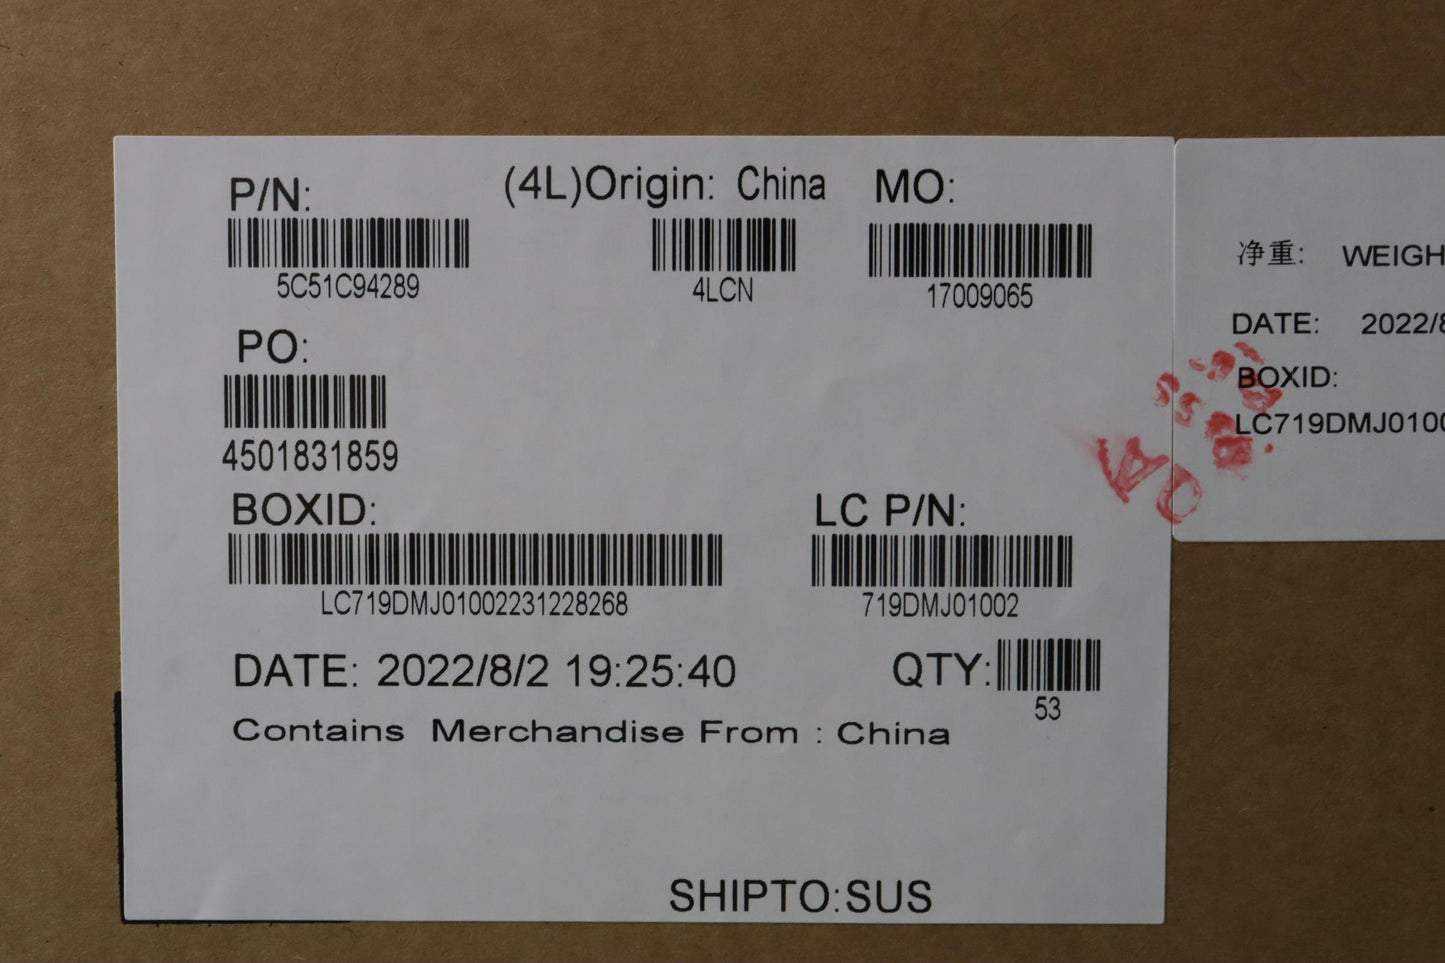 P/N: (4L)Origin: China MO:
5C51C94289 4LCN 17009065
PO:
4501831859
BOXID: LC P/N:
LC719DMJ01002231228268 719DMJ01002
DATE: 2022/8/2 19:25:40 QTY:
53
Contains Merchandise From : China
SHIPTO:SUS
净重: WEIGH
DATE: 2022/8
BOXID:
LC719DMJ0100